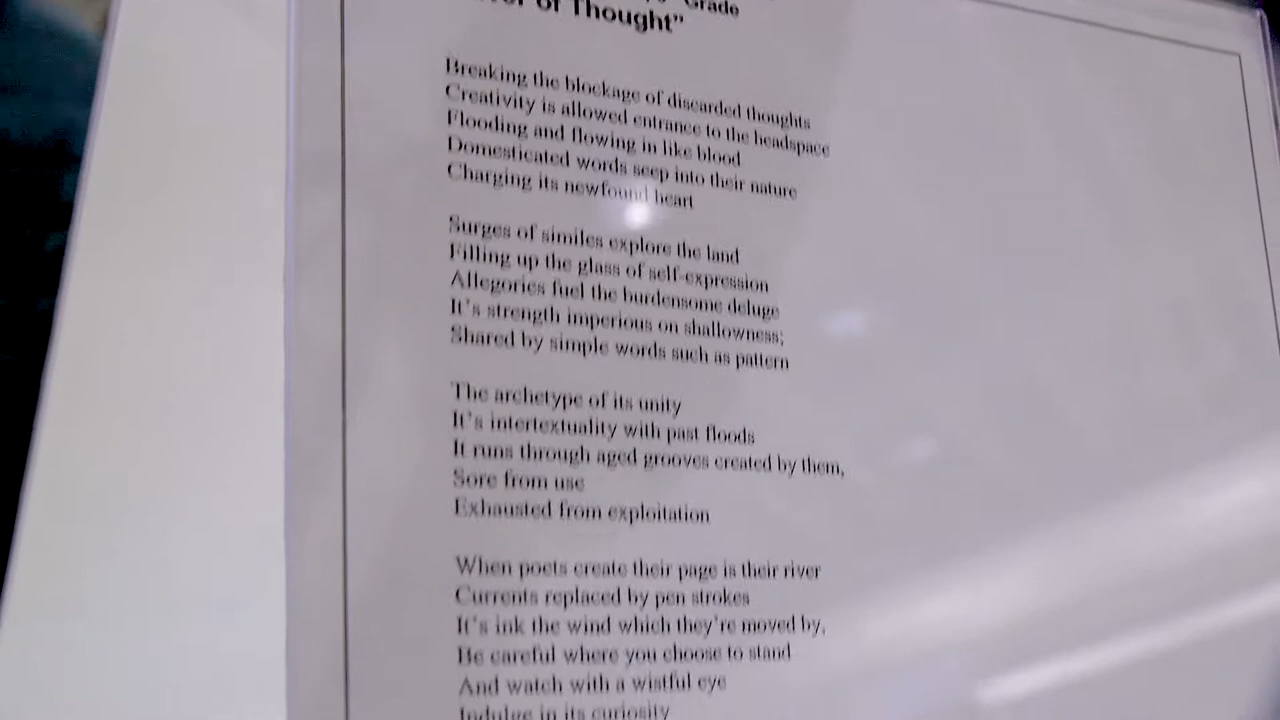 Grade
of Thought”
Breaking the blockage of discarded thoughts
Creativity is allowed entrance to the headspace
Flooding and flowing in like blood
Domesticated words seep into their nature
Charging its newfound heart
Surges of similes explore the land
Filling up the glass of self-expression
Allegories fuel the burdensome deluge
It's strength imperious on shallowness;
Shared by simple words such as pattern
The archetype of its unity
It's intertextuality with past floods
It runs through aged grooves created by them,
Sore from use
Exhausted from exploitation
When poets create their page is their river
Currents replaced by pen strokes
It's ink the wind which they're moved by,
Be careful where you choose to stand
And watch with a wistful eye
Indulge in its curiosity